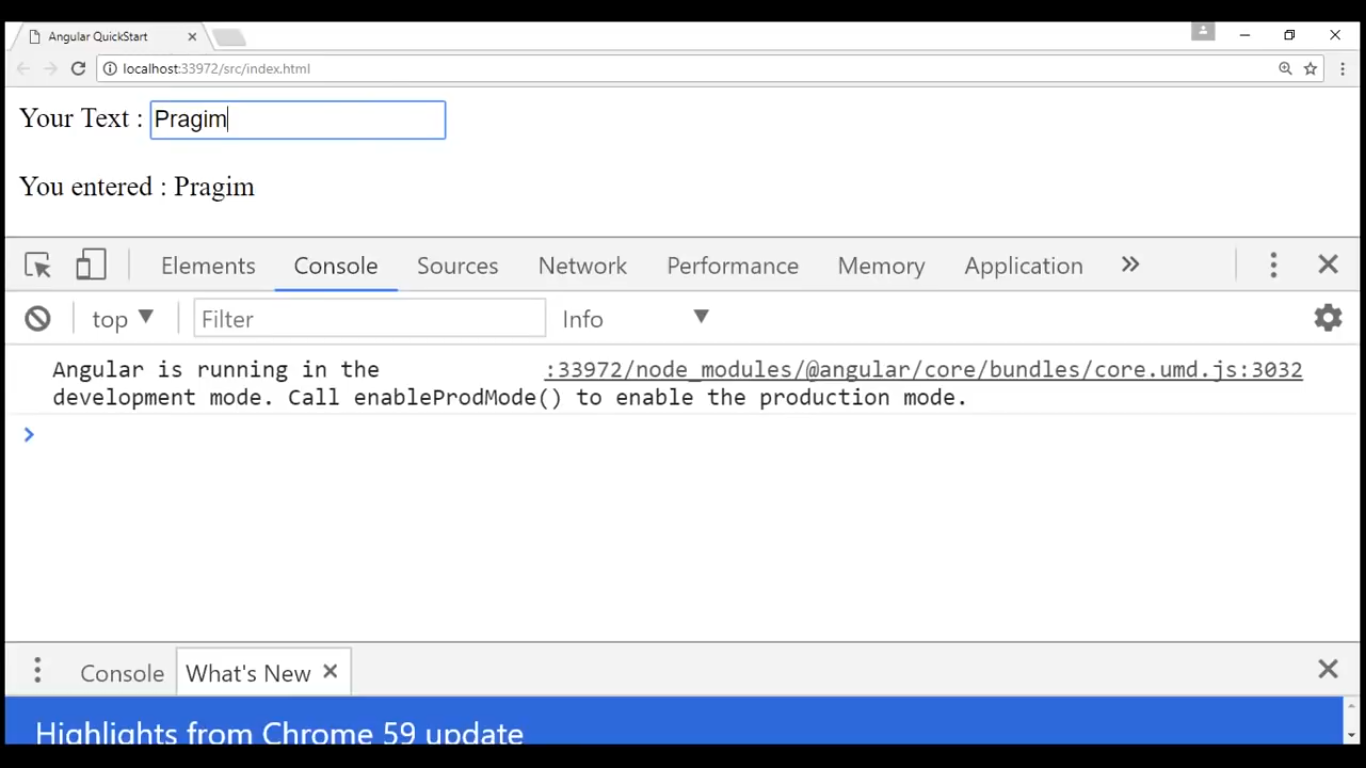 Angular QuickStart
localhost:33972/src/index.html
Your Text : Pragim
You entered : Pragim
Elements Console Sources Network Performance Memory Application
top Filter Info
Angular is running in the :33972/node_modules/@angular/core/bundles/core.umd.js:3032
development mode. Call enableProdMode() to enable the production mode.
Console What's New
Highlights from Chrome 59 update